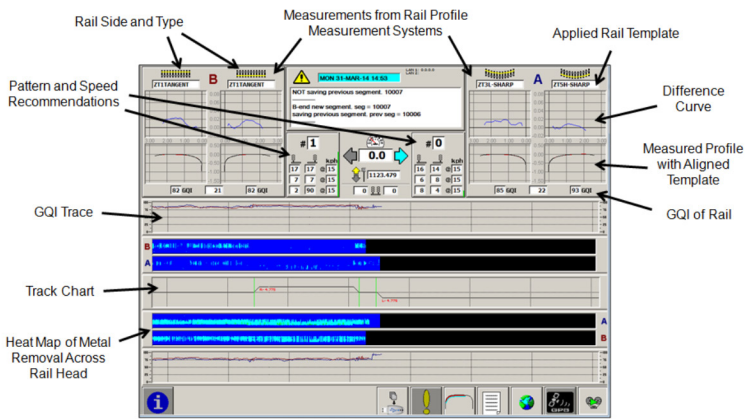 Rail Side and Type
Measurements from Rail Profile
Measurement Systems
Applied Rail Template
Pattern and Speed
Recommendations
Difference
Curve
Measured Profile
with Aligned
Template
GQI of Rail
GQI Trace
Track Chart
Heat Map of Metal
Removal Across
Rail Head
B
ZT1TANGENT
ZT1TANGENT
MON 31-MAR-14 14:53
NOT saving previous segment. 10007
B-end new segment. seg = 10007
saving previous segment. prev seg = 10006
A
ZT3L-SHARP
ZT5H-SHARP
# 1
kph
17 17 @ 15
7 7 @ 15
2 90 @ 15
0.0
1123.479
0 0
# 0
kph
16 14 @ 15
6 8 @ 15
8 4 @ 15
82 GQI 21 82 GQI
85 GQI 22 93 GQI
B
A
A
B